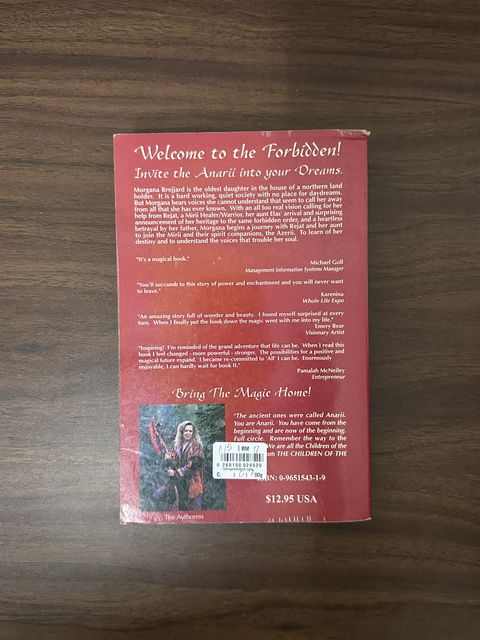 Welcome to the Forbidden!
Invite the Anarii into your Dreams.
Morgana Brejjard is the oldest daughter in the house of a northern land
holder. It is a hard working, quiet society with no place for daydreams.
But Morgana hears voices she cannot understand that seem to call her away
from all that she has ever known. With an all too real vision calling for her
help from Rejat, a Mirii Healer/Warrior, her aunt Elas' arrival and surprising
announcement of her heritage to the same forbidden order, and a heartless
betrayal by her father, Morgana begins a journey with Rejat and her aunt
to join the Mirii and their spirit companions, the Azerii. To learn of her
destiny and to understand the voices that trouble her soul.
"It's a magical book."
Michael Goll
Management Information Systems Manager
"You'll succumb to this story of power and enchantment and you will never want
to leave."
Karenina
Whole Life Expo
"An amazing story full of wonder and beauty. I found myself surprised at every
turn. When I finally put the book down the magic went with me into my life."
Emery Bear
Visionary Artist
"Inspiring! I'm reminded of the grand adventure that life can be. When I read this
book I feel changed - more powerful - stronger. The possibilities for a positive and
magical future expand. I became re-committed to 'All' I can be. Enormously
enjoyable, I can hardly wait for book II."
Pamalah McNeilley
Entrepreneur
Bring The Magic Home!
"The ancient ones were called Anarii.
You are Anarii. You have come from the
beginning and are now of the beginning.
Full circle. Remember the way to the
We are all the Children of the
from THE CHILDREN OF THE
RM
0 260100 028520
C:
00g
ISBN: 0-9651543-1-9
$12.95 USA
The Authoress